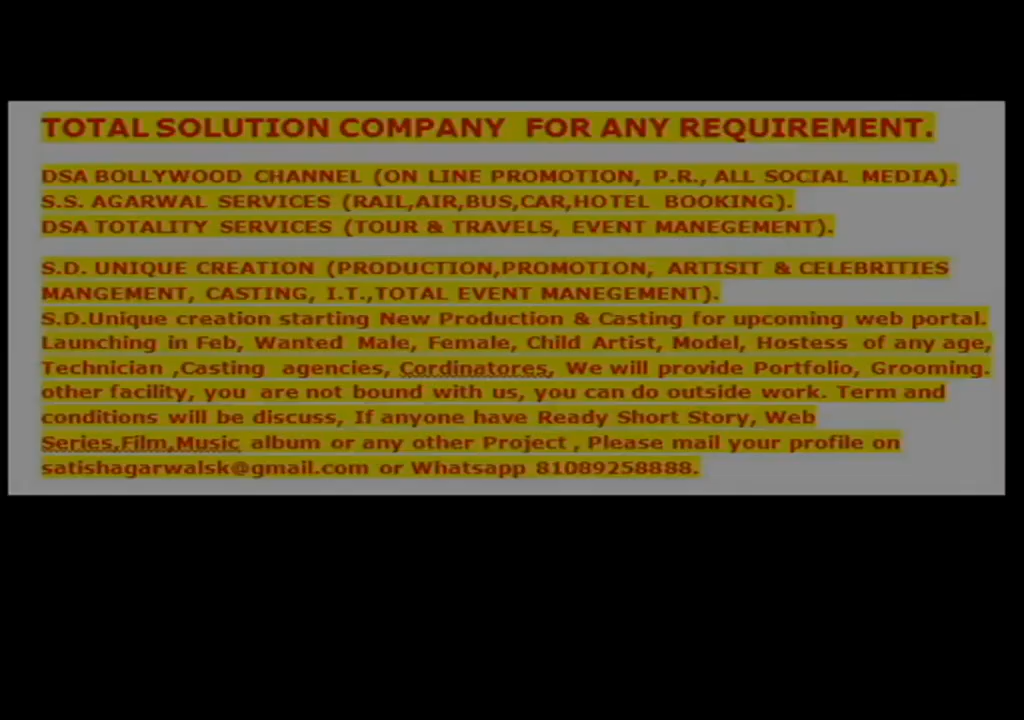 TOTAL SOLUTION COMPANY FOR ANY REQUIREMENT.
DSA BOLLYWOOD CHANNEL (ON LINE PROMOTION, P.R., ALL SOCIAL MEDIA).
S.S. AGARWAL SERVICES (RAIL,AIR,BUS,CAR,HOTEL BOOKING).
DSA TOTALITY SERVICES (TOUR & TRAVELS, EVENT MANEGEMENT).
S.D. UNIQUE CREATION (PRODUCTION,PROMOTION, ARTISIT & CELEBRITIES
MANGEMENT, CASTING, I.T.,TOTAL EVENT MANEGEMENT).
S.D.Unique creation starting New Production & Casting for upcoming web portal.
Launching in Feb, Wanted Male, Female, Child Artist, Model, Hostess of any age,
Technician ,Casting agencies, Cordinatores, We will provide Portfolio, Grooming.
other facility, you are not bound with us, you can do outside work. Term and
conditions will be discuss, If anyone have Ready Short Story, Web
Series,Film,Music album or any other Project , Please mail your profile on
satishagarwalsk@gmail.com or Whatsapp 81089258888.